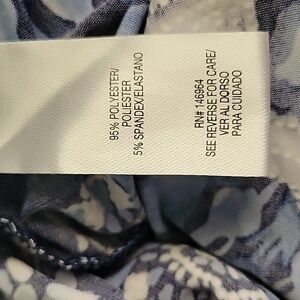 95% POLYESTER/
POLIESTER
5% SPANDEX/ELASTANO
RN# 146964
SEE REVERSE FOR CARE/
VER AL DORSO
PARA CUIDADO